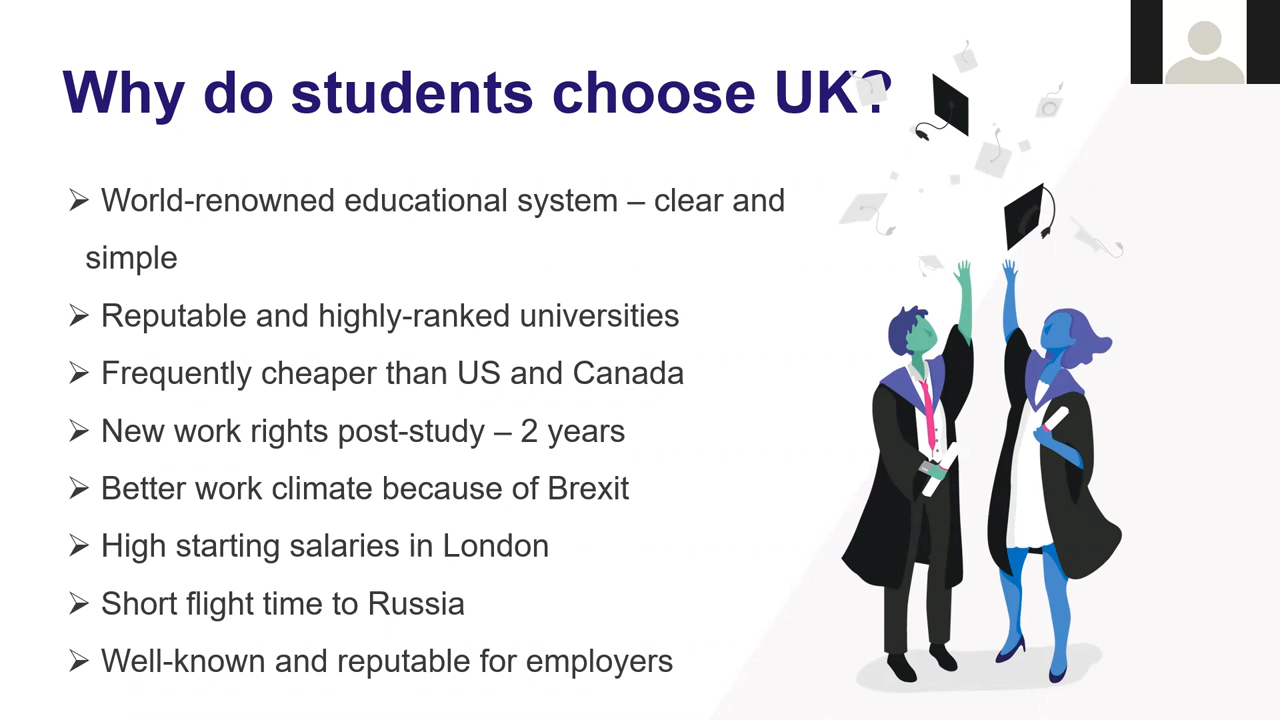 Why do students choose UK?
➢ World-renowned educational system – clear and
simple
➢ Reputable and highly-ranked universities
➢ Frequently cheaper than US and Canada
➢ New work rights post-study – 2 years
➢ Better work climate because of Brexit
➢ High starting salaries in London
➢ Short flight time to Russia
➢ Well-known and reputable for employers